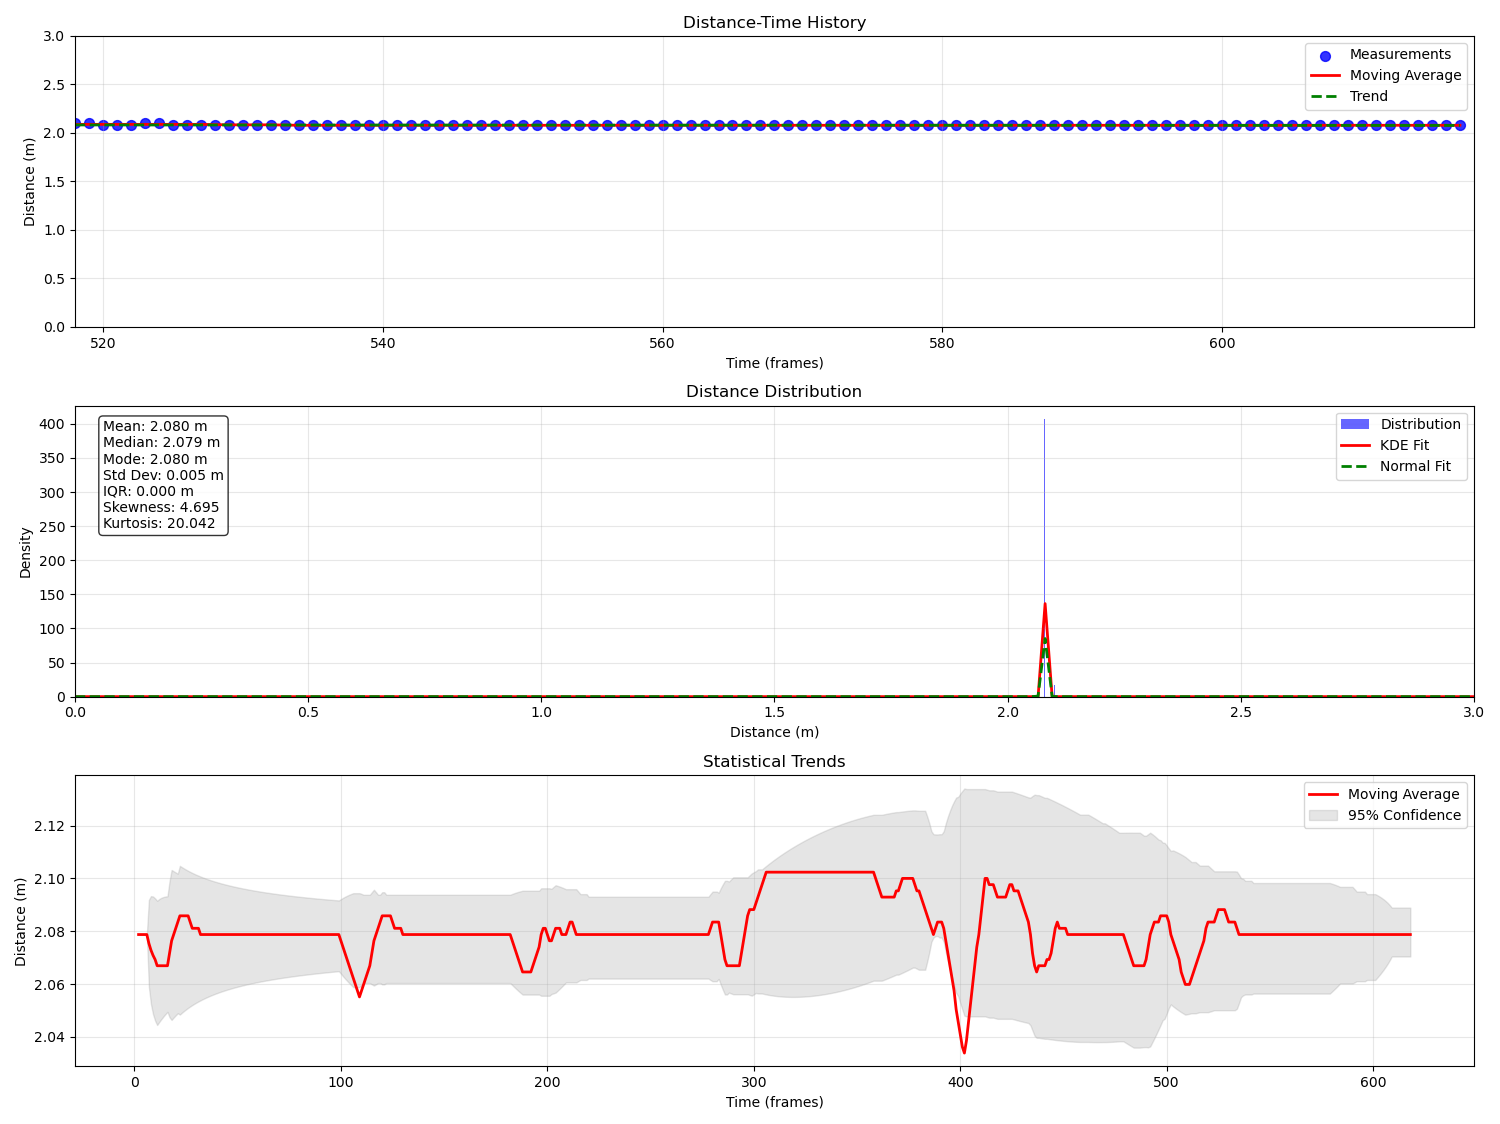 Distance-Time History
3.0
2.5
2.0
1.5
1.0
0.5
0.0
Distance (m)
Measurements
Moving Average
Trend
520
540
560
580
600
Time (frames)
Distance Distribution
400
350
300
250
200
150
100
50
0
Density
Mean: 2.080 m
Median: 2.079 m
Mode: 2.080 m
Std Dev: 0.005 m
IQR: 0.000 m
Skewness: 4.695
Kurtosis: 20.042
Distribution
KDE Fit
Normal Fit
0.0
0.5
1.0
1.5
2.0
2.5
3.0
Distance (m)
Statistical Trends
2.12
2.10
2.08
2.06
2.04
Distance (m)
Moving Average
95% Confidence
0
100
200
300
400
500
600
Time (frames)